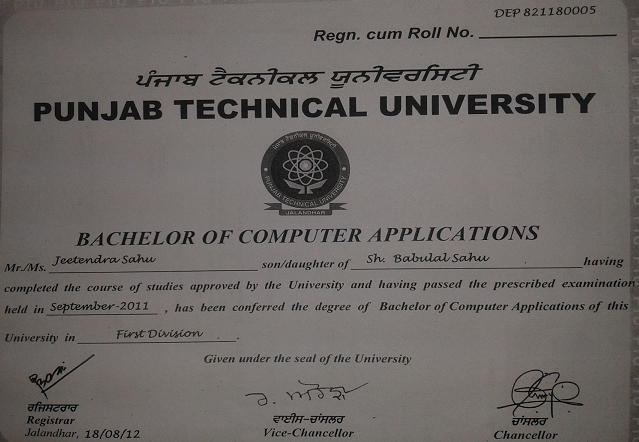 DEP 821180005
Regn. cum Roll No.
ਪੰਜਾਬ ਟੈਕਨੀਕਲ ਯੂਨੀਵਰਸਿਟੀ
PUNJAB TECHNICAL UNIVERSITY
ਪੰਜਾਬ ਟੈਕਨੀਕਲ ਯੂਨੀਵਰਸਿਟੀ
PUNJAB TECHNICAL UNIVERSITY
JALANDHAR
BACHELOR OF COMPUTER APPLICATIONS
Mr./Ms. Jeetendra Sahu son/daughter of Sh. Babulal Sahu having
completed the course of studies approved by the University and having passed the prescribed examination
held in September-2011 , has been conferred the degree of Bachelor of Computer Applications of this
University in First Division .
Given under the seal of the University
ਰਜਿਸਟਰਾਰ ਵਾਈਸ-ਚਾਂਸਲਰ ਚਾਂਸਲਰ
Registrar Vice-Chancellor Chancellor
Jalandhar, 18/08/12